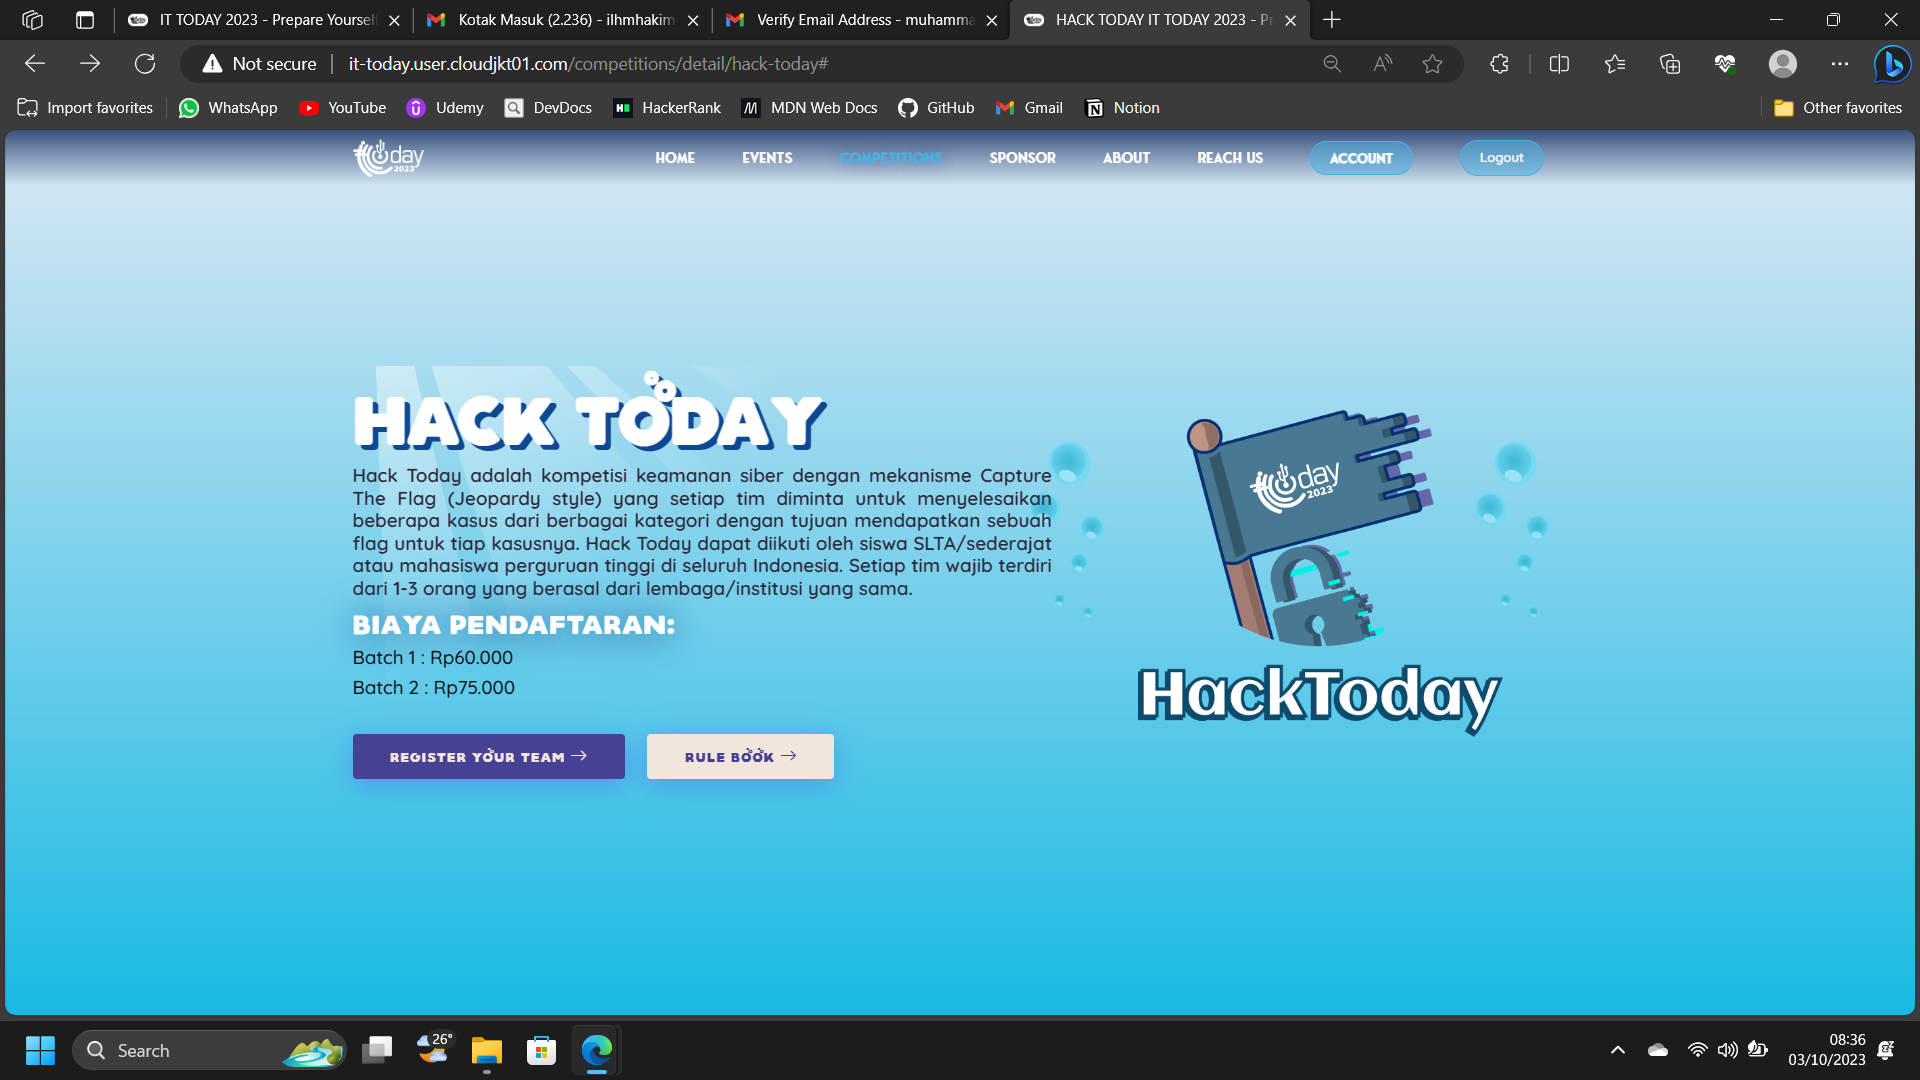 IT TODAY 2023 - Prepare Yourself
Kotak Masuk (2.236) - ilhmhakim
Verify Email Address - muhamma
HACK TODAY IT TODAY 2023 - Pr
Not secure
it-today.user.cloudjkt01.com/competitions/detail/hack-today#
Import favorites
WhatsApp
YouTube
Udemy
DevDocs
HackerRank
MDN Web Docs
GitHub
Gmail
Notion
Other favorites
day
2023
HOME
EVENTS
COMPETITIONS
SPONSOR
ABOUT
REACH US
ACCOUNT
Logout
HACK TODAY
Hack Today adalah kompetisi keamanan siber dengan mekanisme Capture
The Flag (Jeopardy style) yang setiap tim diminta untuk menyelesaikan
beberapa kasus dari berbagai kategori dengan tujuan mendapatkan sebuah
flag untuk tiap kasusnya. Hack Today dapat diikuti oleh siswa SLTA/sederajat
atau mahasiswa perguruan tinggi di seluruh Indonesia. Setiap tim wajib terdiri
dari 1-3 orang yang berasal dari lembaga/institusi yang sama.
BIAYA PENDAFTARAN:
Batch 1 : Rp60.000
Batch 2 : Rp75.000
REGISTER YOUR TEAM →
RULE BOOK →
day
2023
HackToday
Search
26°
08:36
03/10/2023